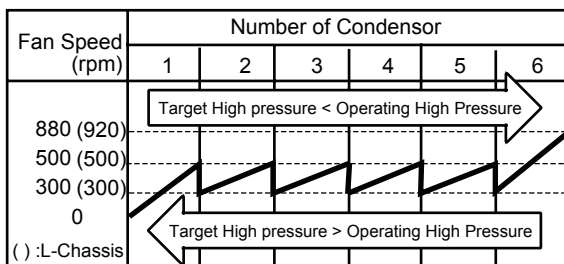 Fan Speed
(rpm)
Number of Condensor
1 2 3 4 5 6
Target High pressure < Operating High Pressure
880 (920)
500 (500)
300 (300)
0
Target High pressure > Operating High Pressure
( ) :L-Chassis